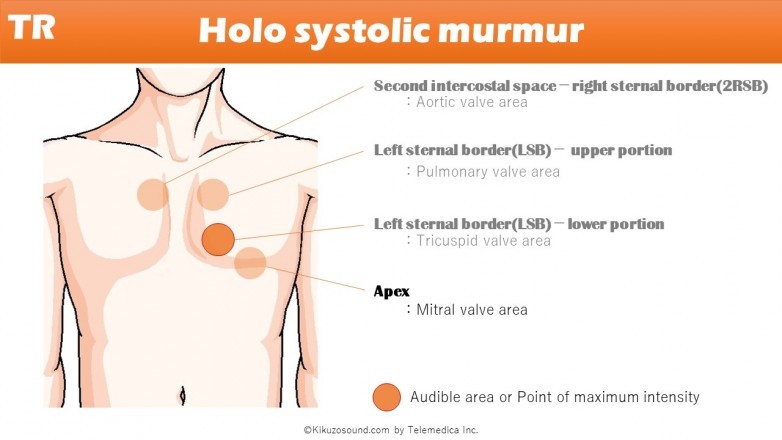 TR
Holo systolic murmur
Second intercostal space－right sternal border(2RSB)
：Aortic valve area
Left sternal border(LSB)－ upper portion
：Pulmonary valve area
Left sternal border(LSB)－lower portion
：Tricuspid valve area
Apex
：Mitral valve area
Audible area or Point of maximum intensity
©Kikuzosound.com by Telemedica Inc.